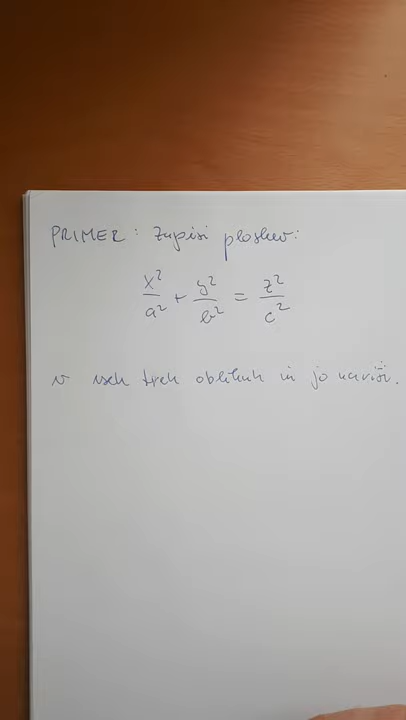 PRIMER: Zapiši ploskev:
x²/a² + y²/b² = z²/c²
v vseh treh oblikah in jo nariši.